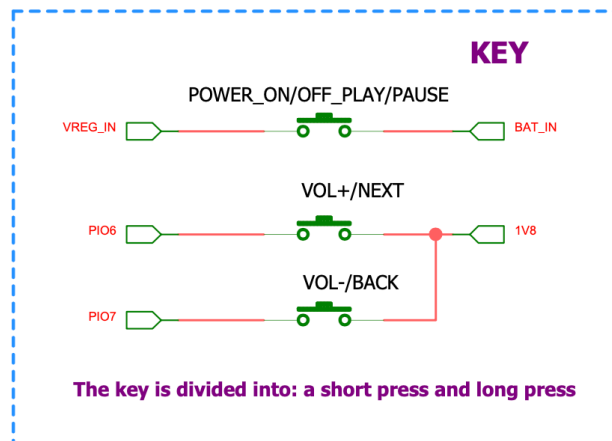 KEY
POWER_ON/OFF_PLAY/PAUSE
VREG_IN
BAT_IN
VOL+/NEXT
PIO6
1V8
VOL-/BACK
PIO7
The key is divided into: a short press and long press